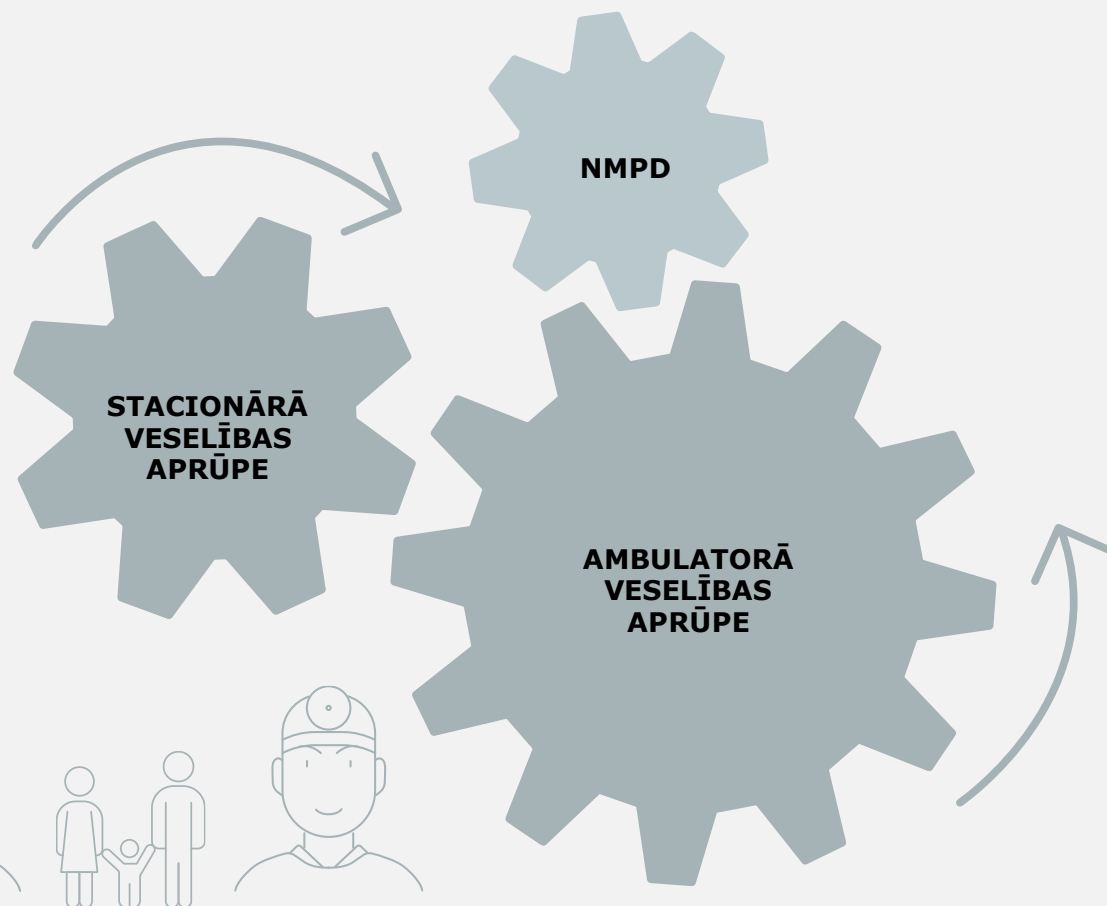 NMPD
STACIONĀRĀ
VESELĪBAS
APRŪPE
AMBULATORĀ
VESELĪBAS
APRŪPE